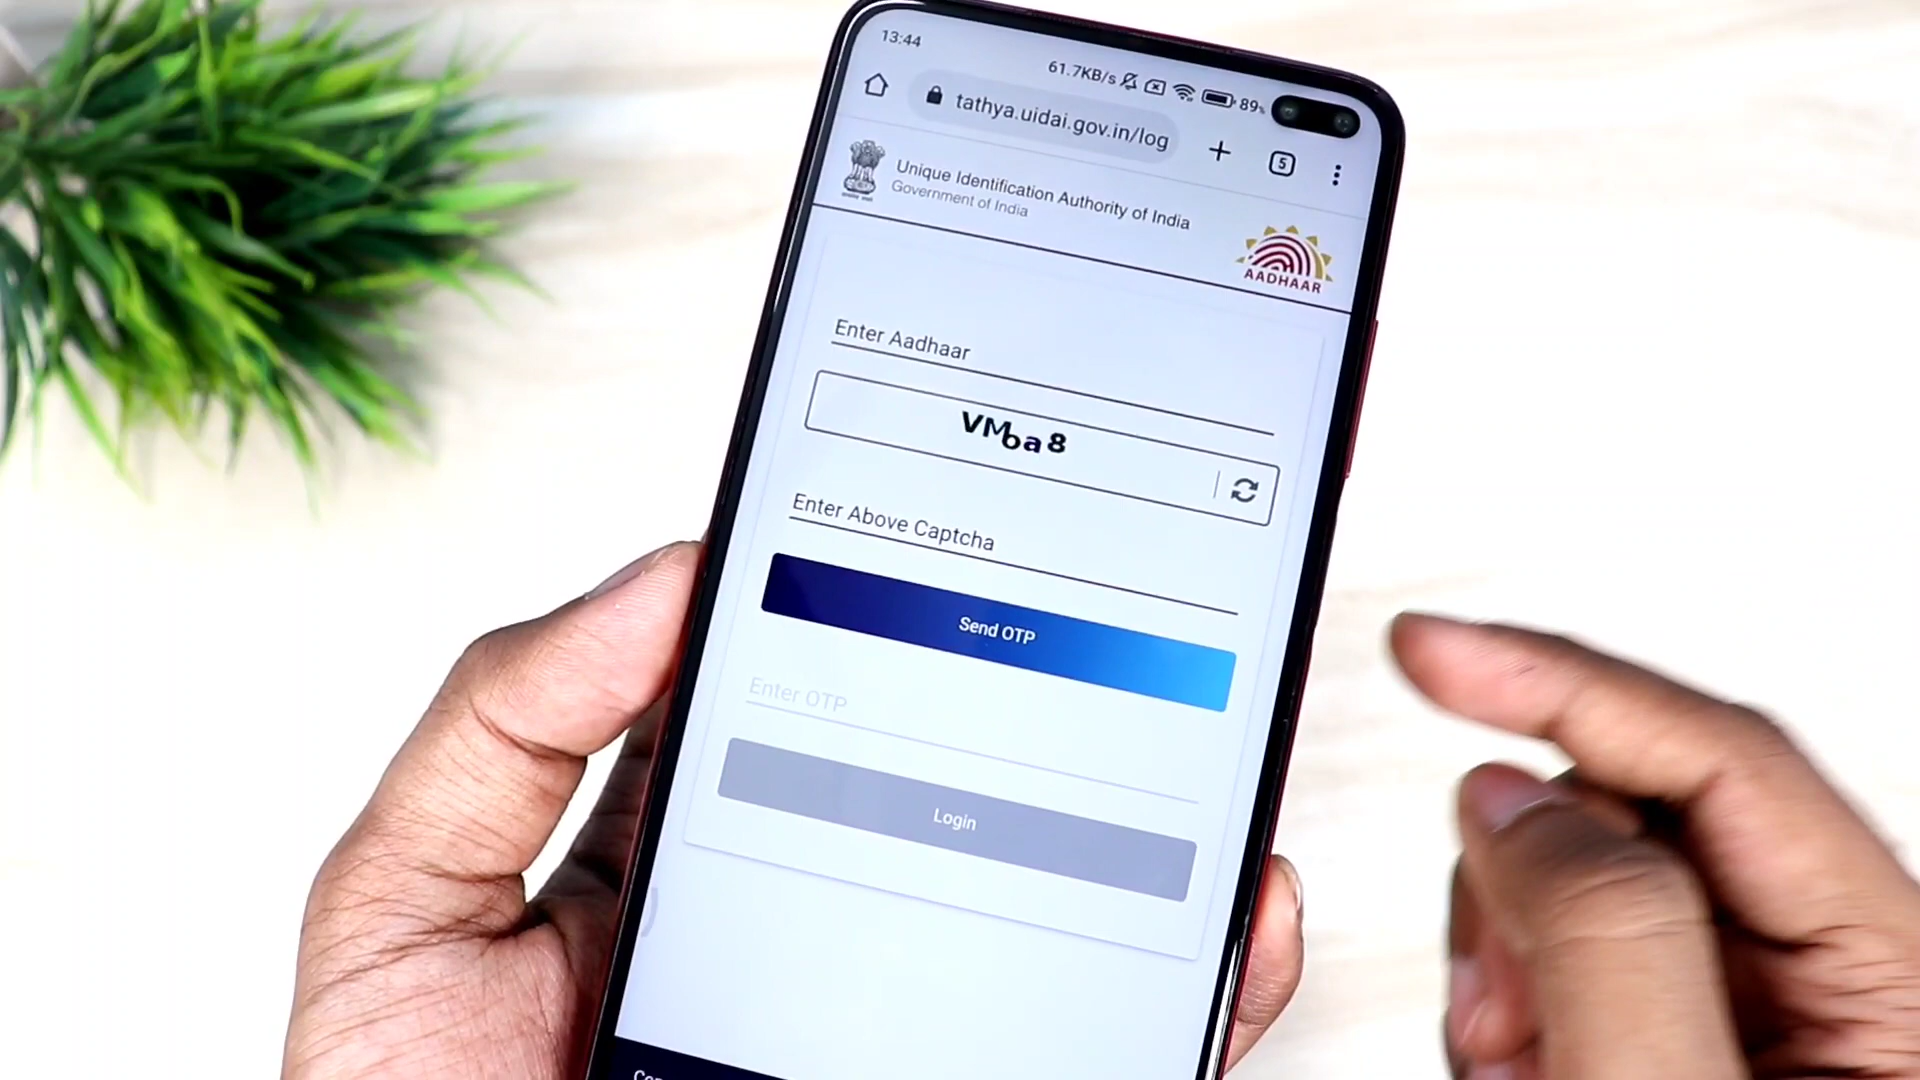 13:44
61.7KB/s 89%
tathya.uidai.gov.in/log
5
Unique Identification Authority of India
Government of India
AADHAAR
Enter Aadhaar
VMba8
Enter Above Captcha
Send OTP
Enter OTP
Login